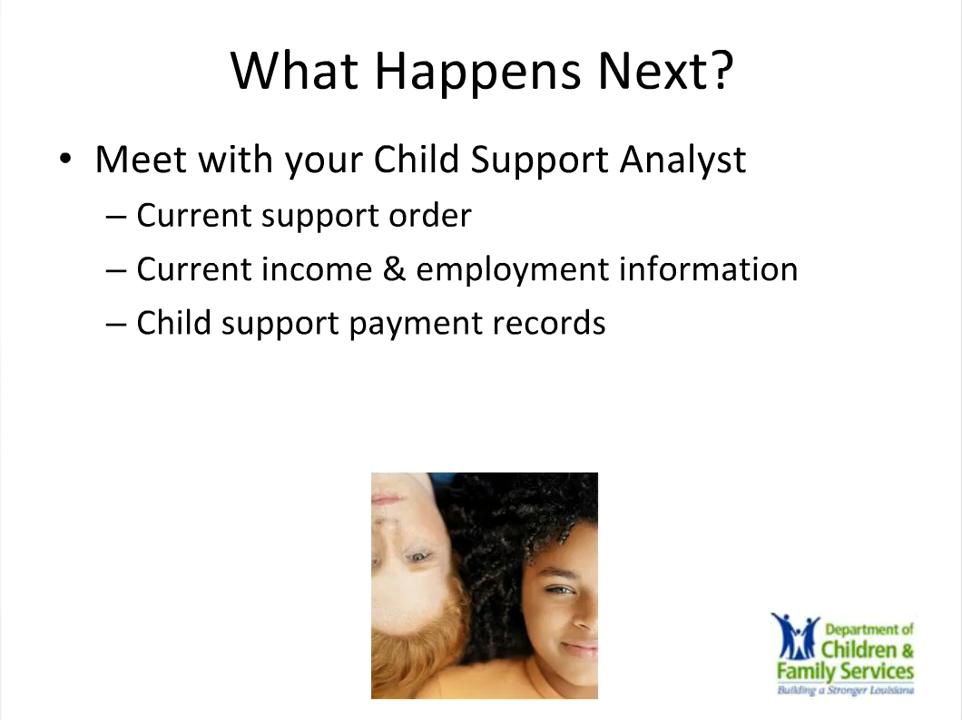 What Happens Next?
• Meet with your Child Support Analyst
– Current support order
– Current income & employment information
– Child support payment records
Department of
Children &
Family Services
Building a Stronger Louisiana